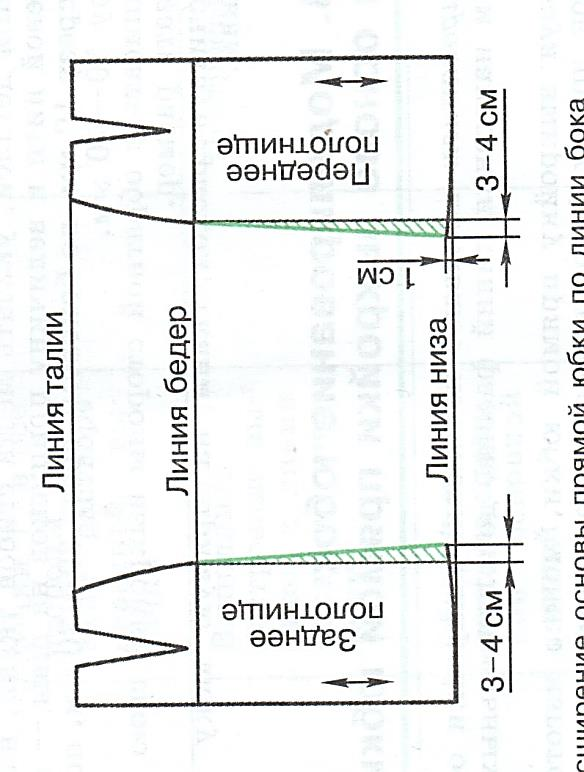 Линия талии
Линия бедер
Линия низа
Заднее
полотнище
Переднее
полотнище
3–4 см
3–4 см
1 см
основы прямой юбки по линии бока